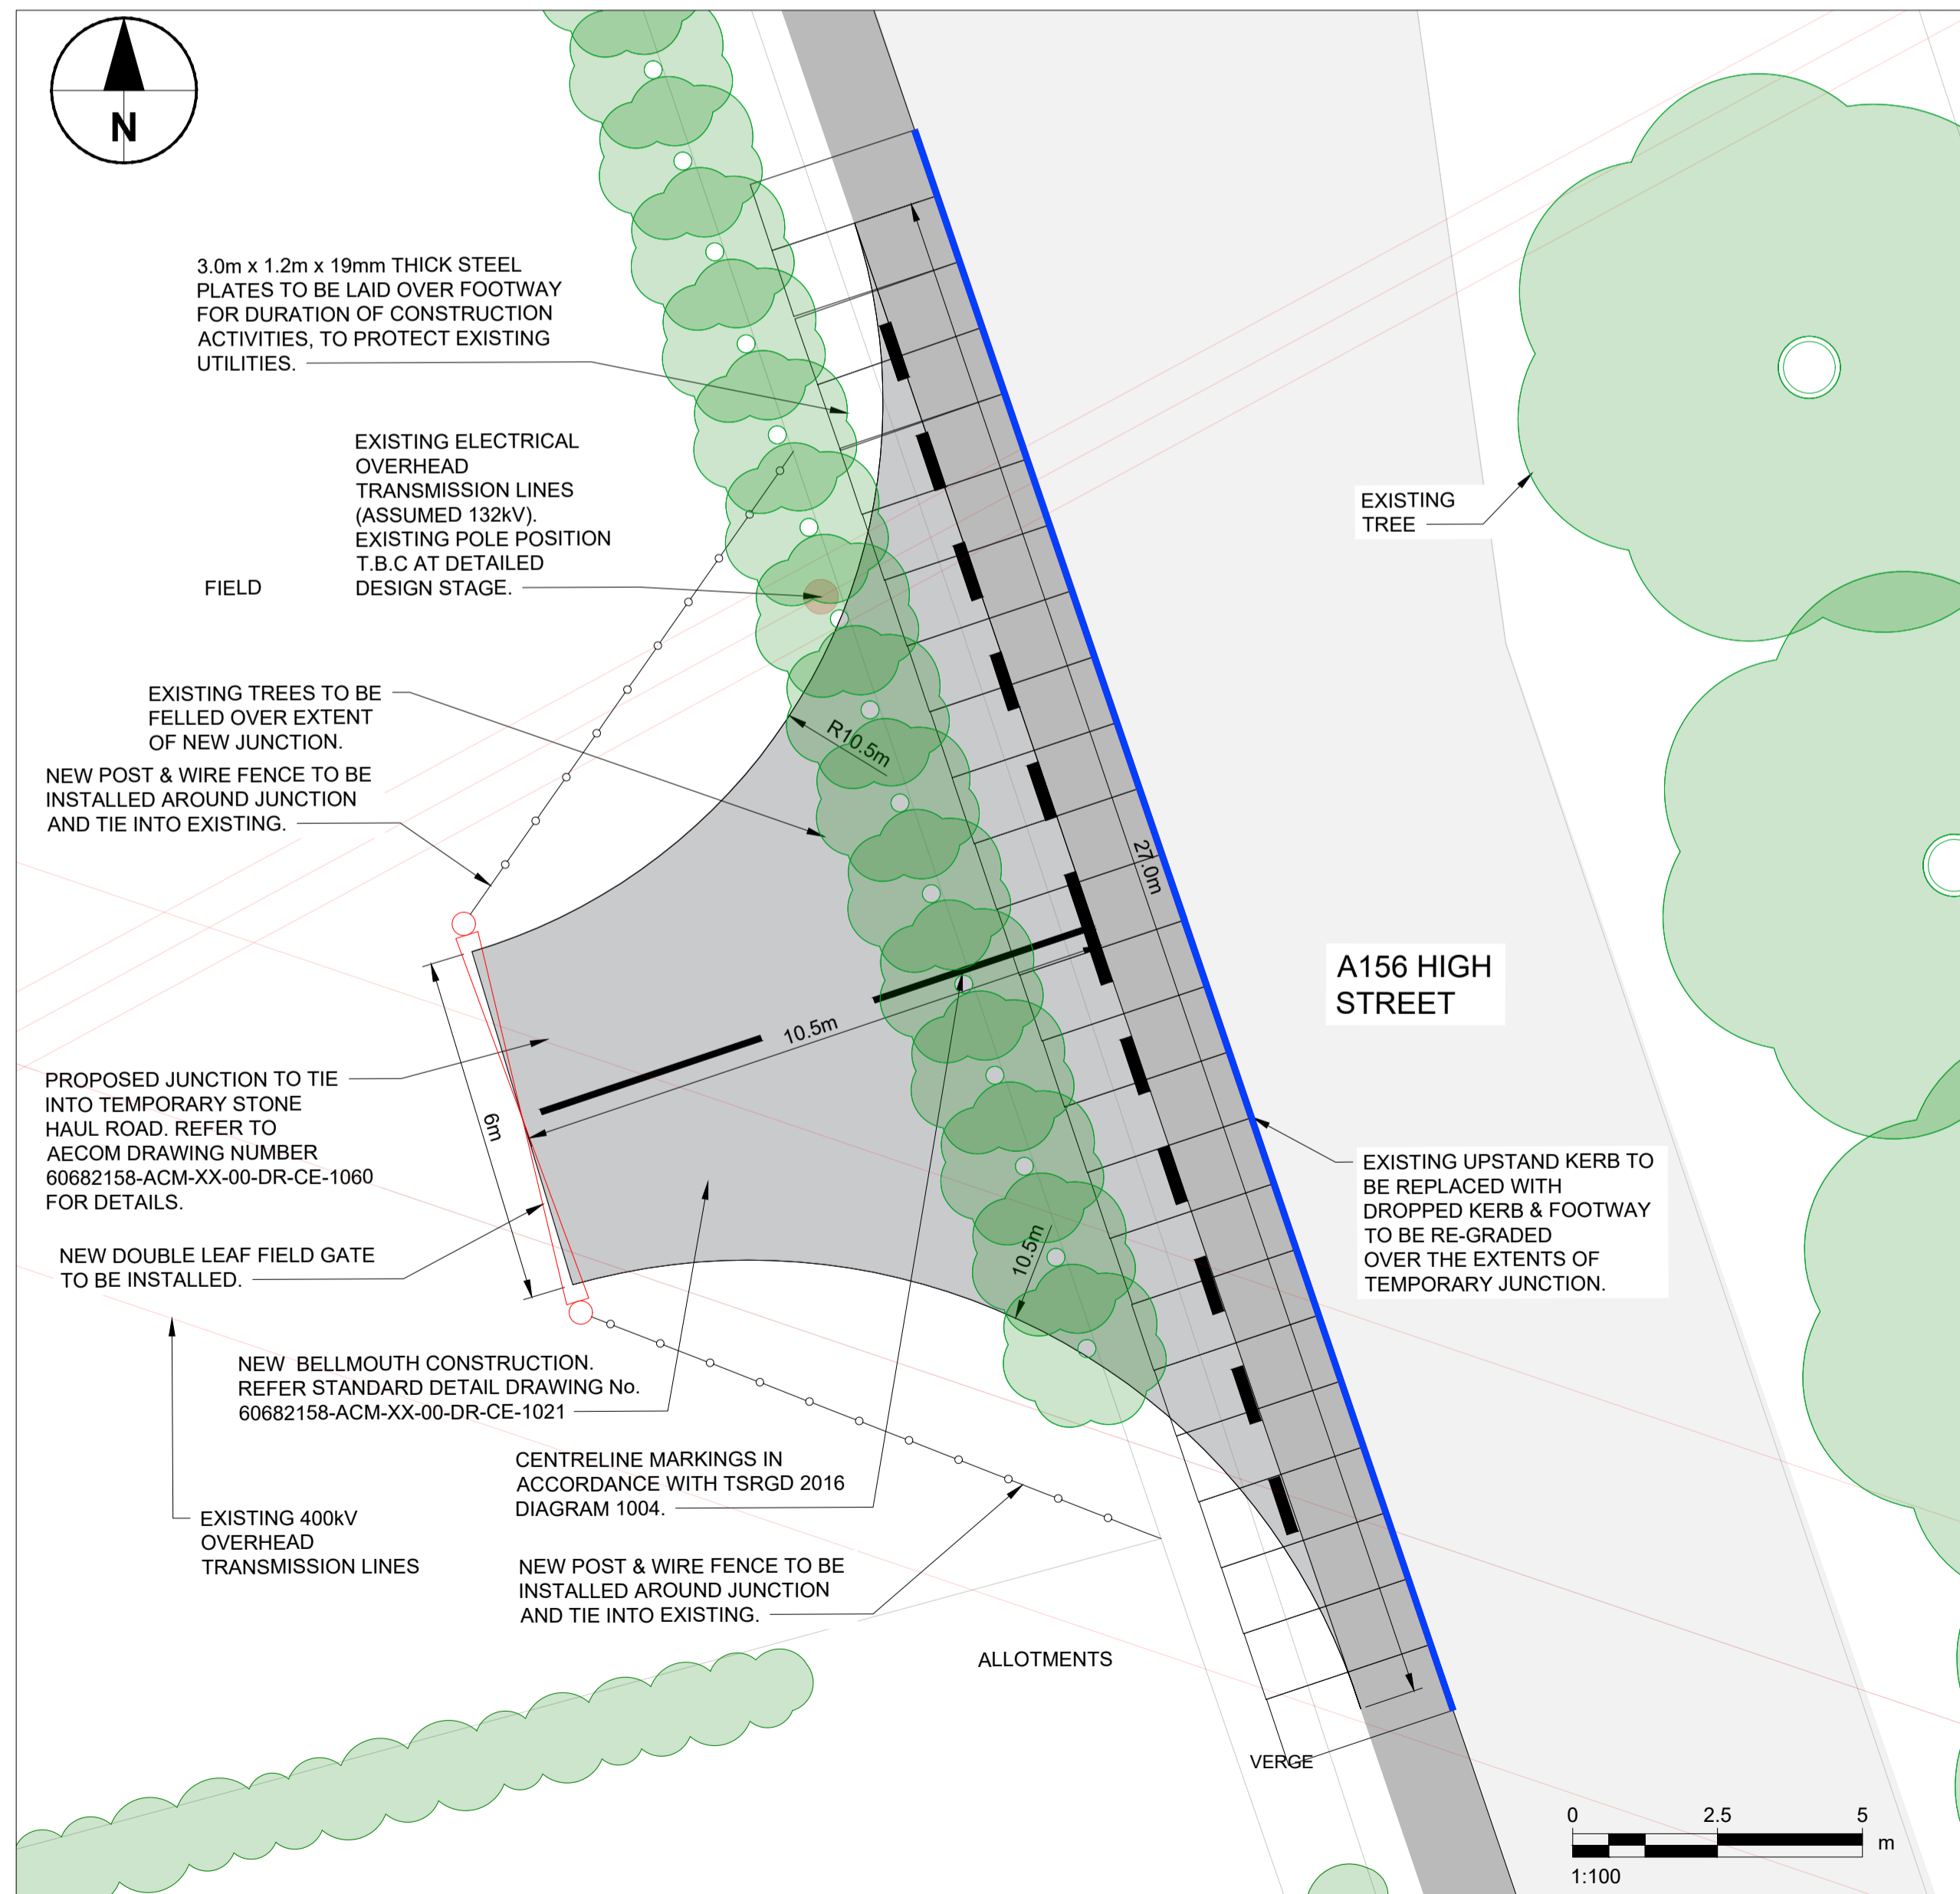 N
3.0m x 1.2m x 19mm THICK STEEL
PLATES TO BE LAID OVER FOOTWAY
FOR DURATION OF CONSTRUCTION
ACTIVITIES, TO PROTECT EXISTING
UTILITIES.
EXISTING ELECTRICAL
OVERHEAD
TRANSMISSION LINES
(ASSUMED 132kV).
EXISTING POLE POSITION
T.B.C AT DETAILED
DESIGN STAGE.
FIELD
EXISTING
TREE
EXISTING TREES TO BE
FELLED OVER EXTENT
OF NEW JUNCTION.
R10.5m
NEW POST & WIRE FENCE TO BE
INSTALLED AROUND JUNCTION
AND TIE INTO EXISTING.
27.0m
A156 HIGH
STREET
10.5m
6m
PROPOSED JUNCTION TO TIE
INTO TEMPORARY STONE
HAUL ROAD. REFER TO
AECOM DRAWING NUMBER
60682158-ACM-XX-00-DR-CE-1060
FOR DETAILS.
EXISTING UPSTAND KERB TO
BE REPLACED WITH
DROPPED KERB & FOOTWAY
TO BE RE-GRADED
OVER THE EXTENTS OF
TEMPORARY JUNCTION.
10.5m
NEW DOUBLE LEAF FIELD GATE
TO BE INSTALLED.
NEW BELLMOUTH CONSTRUCTION.
REFER STANDARD DETAIL DRAWING No.
60682158-ACM-XX-00-DR-CE-1021
CENTRELINE MARKINGS IN
ACCORDANCE WITH TSRGD 2016
DIAGRAM 1004.
EXISTING 400kV
OVERHEAD
TRANSMISSION LINES
NEW POST & WIRE FENCE TO BE
INSTALLED AROUND JUNCTION
AND TIE INTO EXISTING.
ALLOTMENTS
VERGE
0 2.5 5
m
1:100